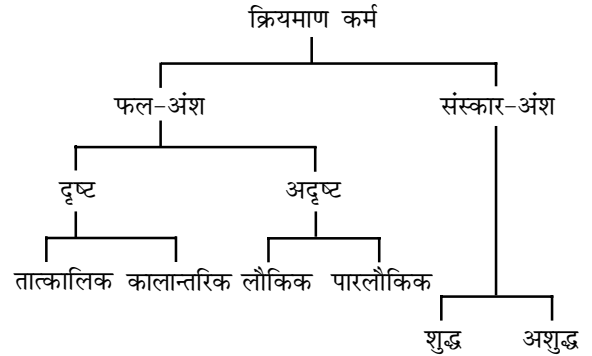 क्रियमाण कर्म
फल-अंश संस्कार-अंश
दृष्ट अदृष्ट
तात्कालिक कालान्तरिक लौकिक पारलौकिक
शुद्ध अशुद्ध